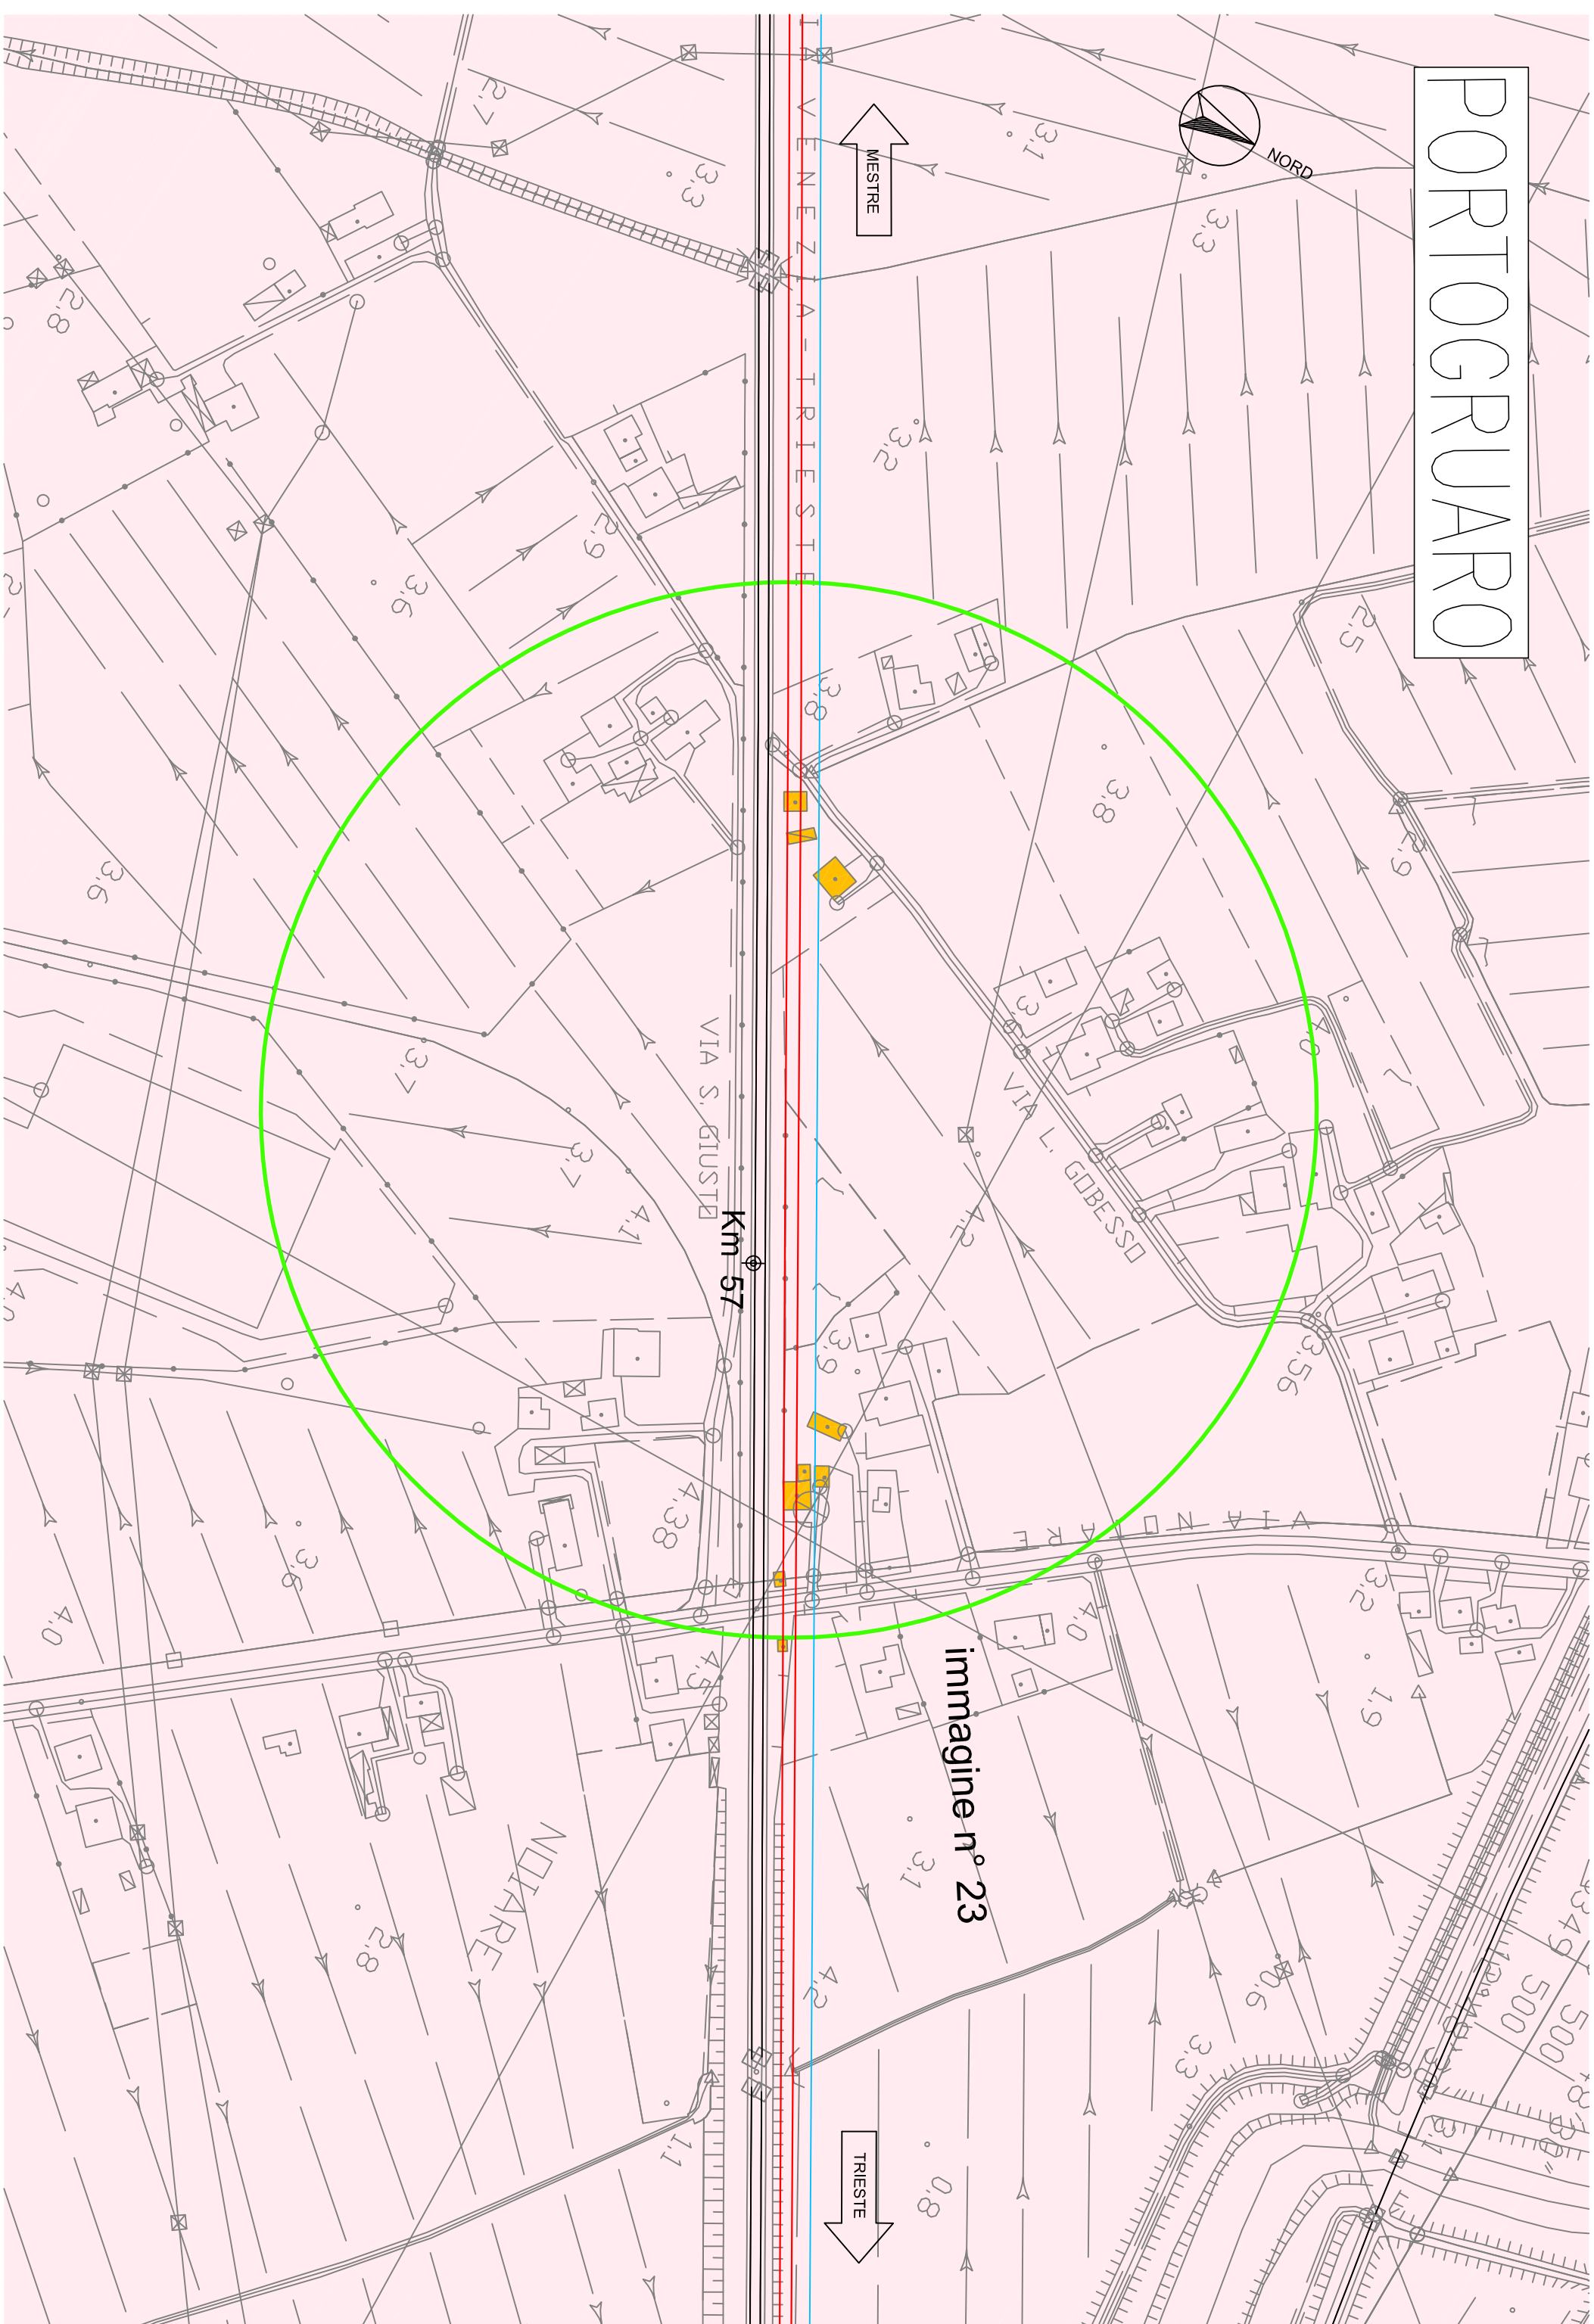 PORTOGRUARO
NORD
MESTRE
VENEZIA-TRIESTE
2.7
3.1
3.3
3.3
2.8
3.2
2.9
3.6
2.5
3.8
3.8
2.9
3.6
3.7
VIA S. GIUSTO
VIA L. GOBESSO
3.7
4.1
Km 57
3.9
3.56
4.38
VIA NOIARE
3.6
3.2
4.0
4.0
1.9
immagine n° 23
3.1
NOIARE
2.8
0.6
3.3
1.1
0.8
TRIESTE
500
500